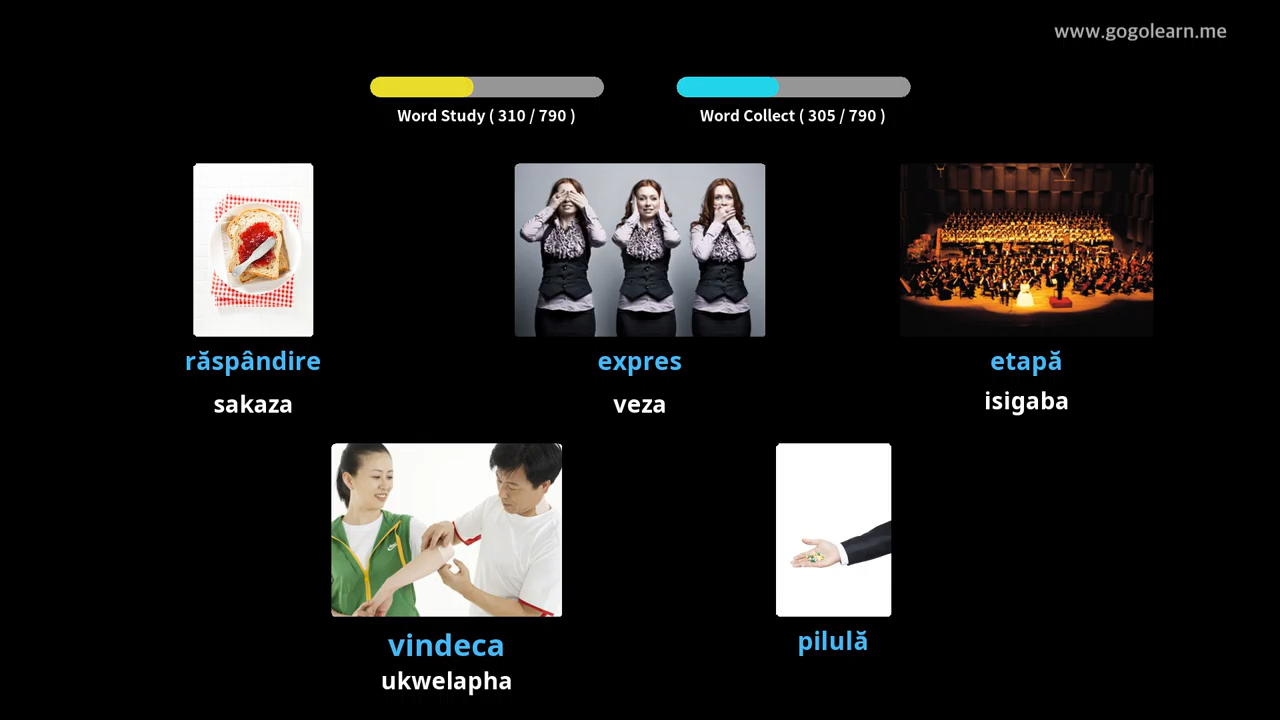 www.gogolearn.me
Word Study ( 310 / 790 )
Word Collect ( 305 / 790 )
răspândire
expres
etapă
sakaza
veza
isigaba
vindeca
pilulă
ukwelapha